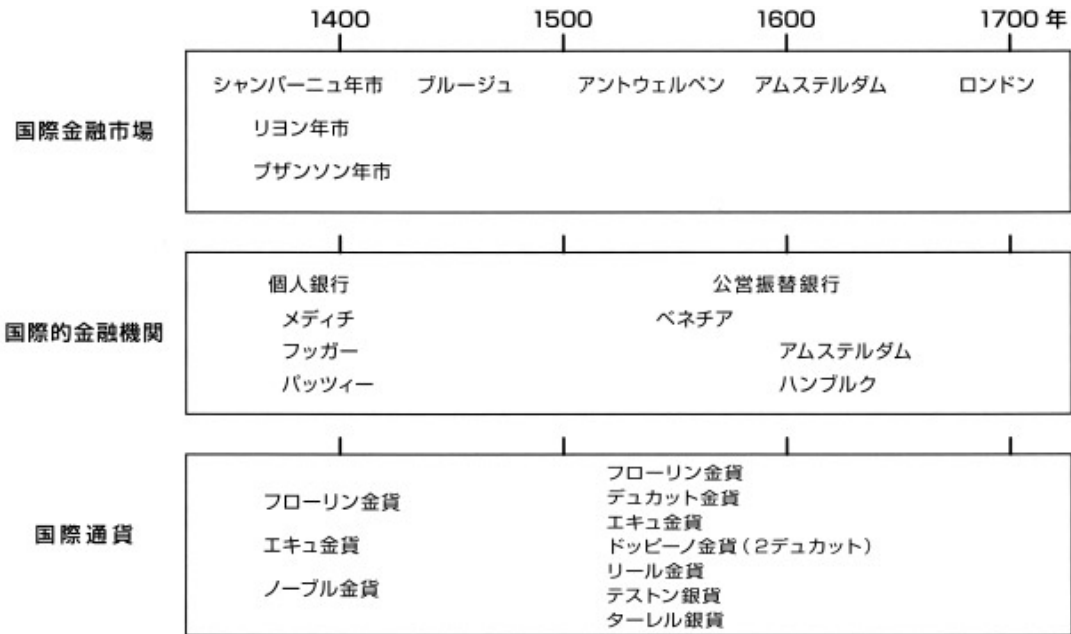 1400 1500 1600 1700 年
国際金融市場
シャンパーニュ年市 ブルージュ アントウェルペン アムステルダム ロンドン
リヨン年市
ブザンソン年市
国際的金融機関
個人銀行 公営振替銀行
メディチ ベネチア
フッガー アムステルダム
パッツィー ハンブルク
国際通貨
フローリン金貨
エキュ金貨
ノーブル金貨
フローリン金貨
デュカット金貨
エキュ金貨
ドッピーノ金貨(2デュカット)
リール金貨
テストン銀貨
ターレル銀貨